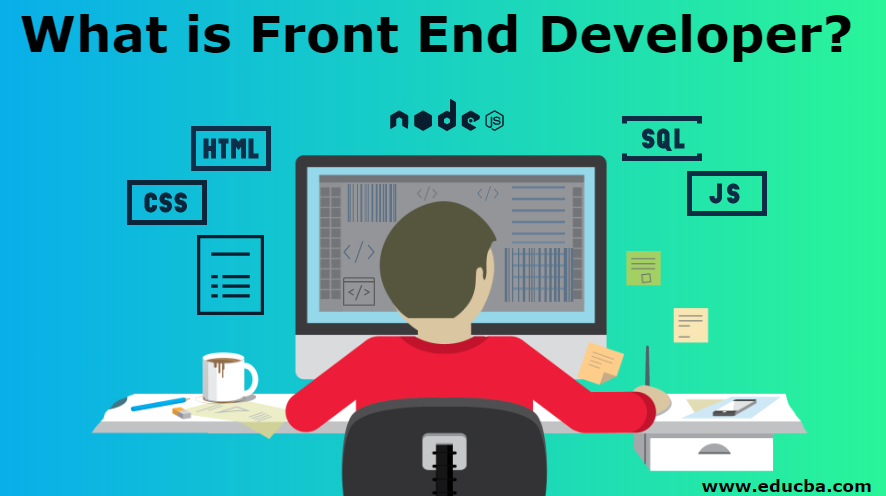 What is Front End Developer?
node JS
HTML
SQL
CSS
JS
</>
</>
</>
</>
www.educba.com